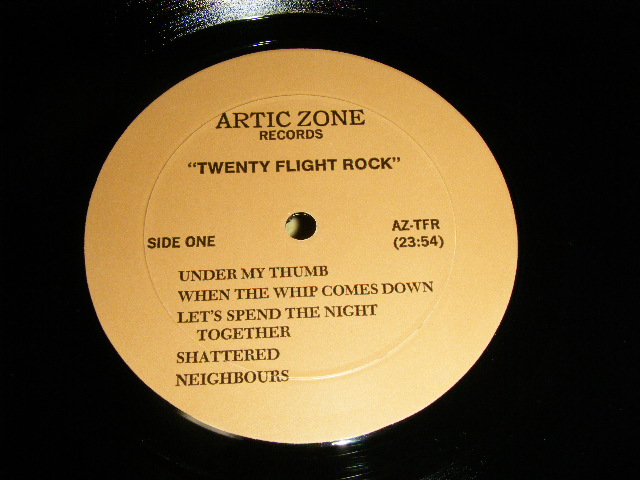 ARTIC ZONE
RECORDS
"TWENTY FLIGHT ROCK"
SIDE ONE
AZ-TFR
(23:54)
UNDER MY THUMB
WHEN THE WHIP COMES DOWN
LET'S SPEND THE NIGHT
TOGETHER
SHATTERED
NEIGHBOURS